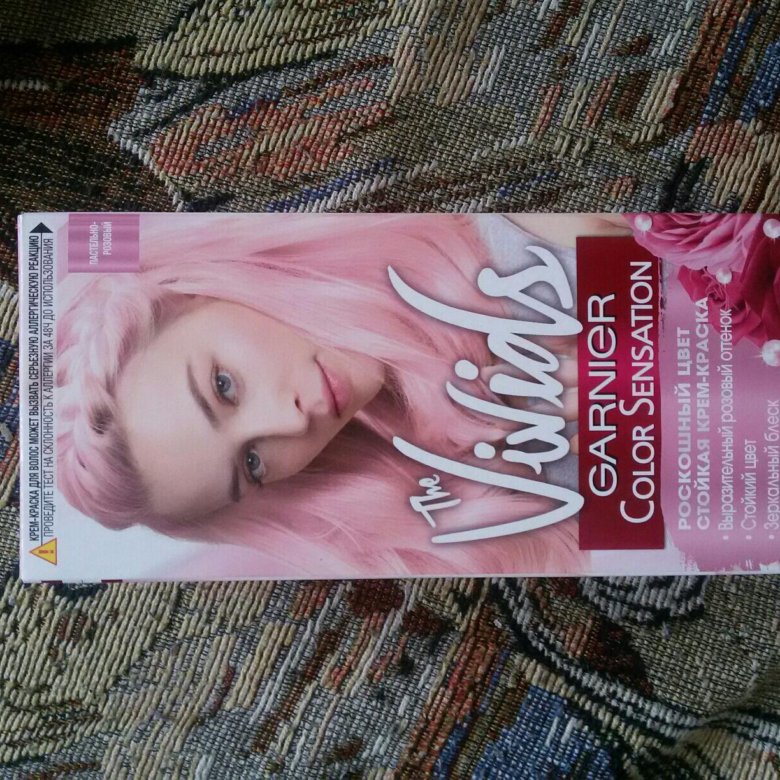 КРЕМ-КРАСКА ДЛЯ ВОЛОС МОЖЕТ ВЫЗВАТЬ СЕРЬЕЗНУЮ АЛЛЕРГИЧЕСКУЮ РЕАКЦИЮ
ПРОВЕДИТЕ ТЕСТ НА СКЛОННОСТЬ К АЛЛЕРГИИ ЗА 48Ч ДО ИСПОЛЬЗОВАНИЯ
ПАСТЕЛЬНО-
РОЗОВЫЙ
The
Vivids
GARNIER
COLOR SENSATION
РОСКОШНЫЙ ЦВЕТ
СТОЙКАЯ КРЕМ-КРАСКА
• Выразительный розовый оттенок
• Стойкий цвет
• Зеркальный блеск